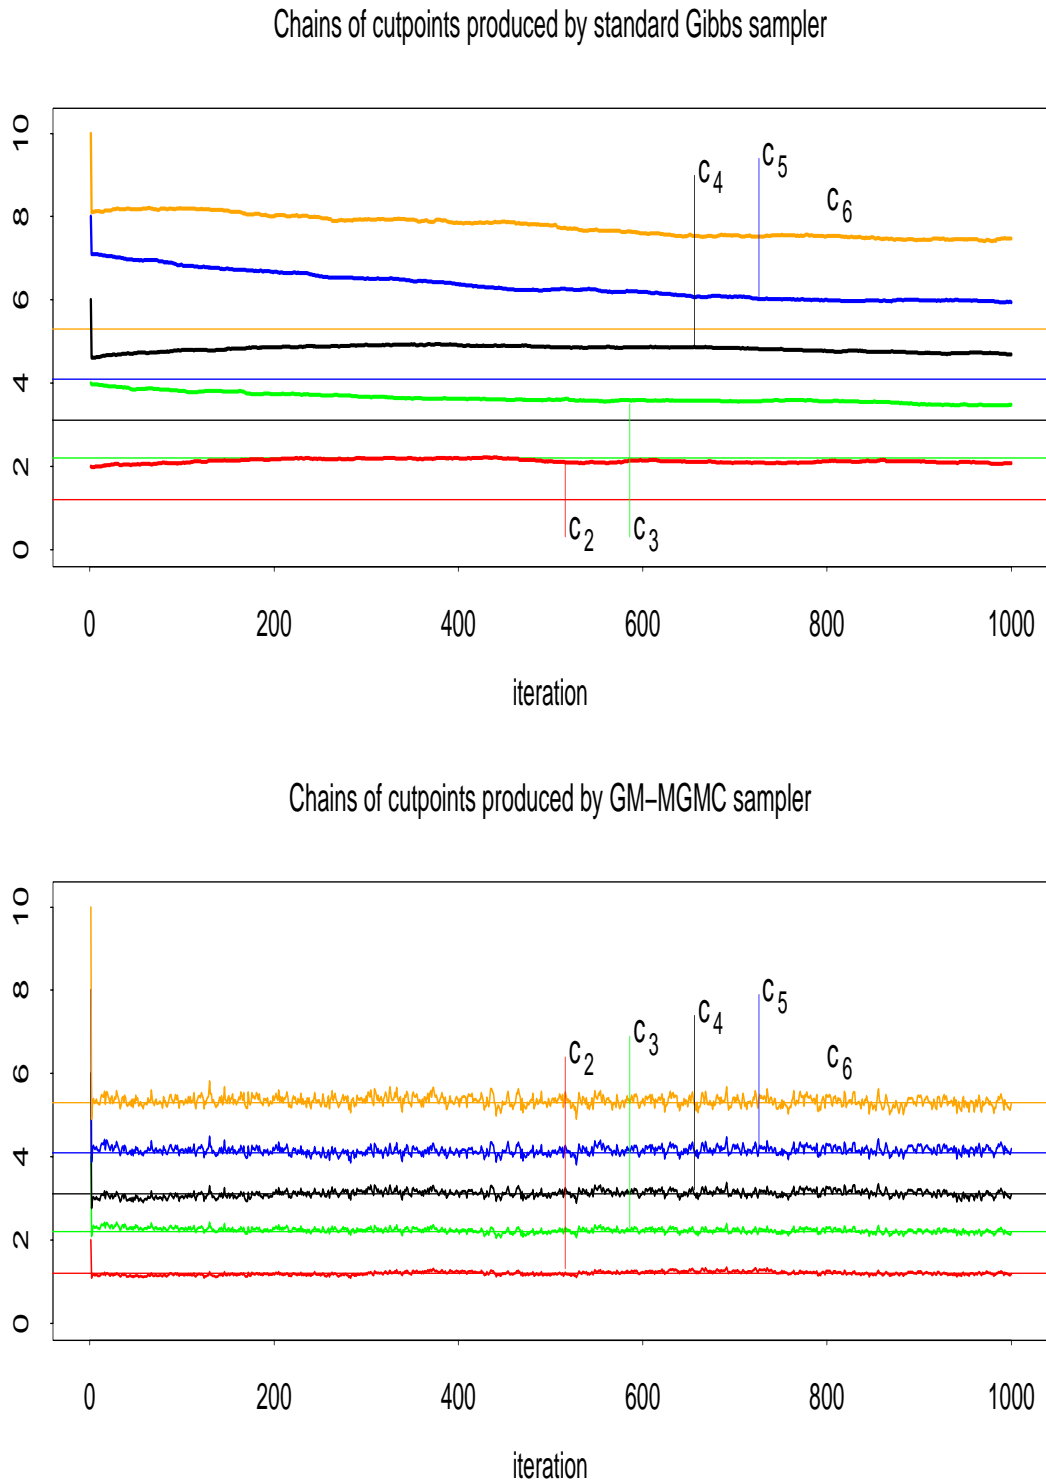 Chains of cutpoints produced by standard Gibbs sampler
10
8
6
4
2
0
c4
c5
c6
c2
c3
0 200 400 600 800 1000
iteration
Chains of cutpoints produced by GM−MGMC sampler
10
8
6
4
2
0
c2
c3
c4
c5
c6
0 200 400 600 800 1000
iteration